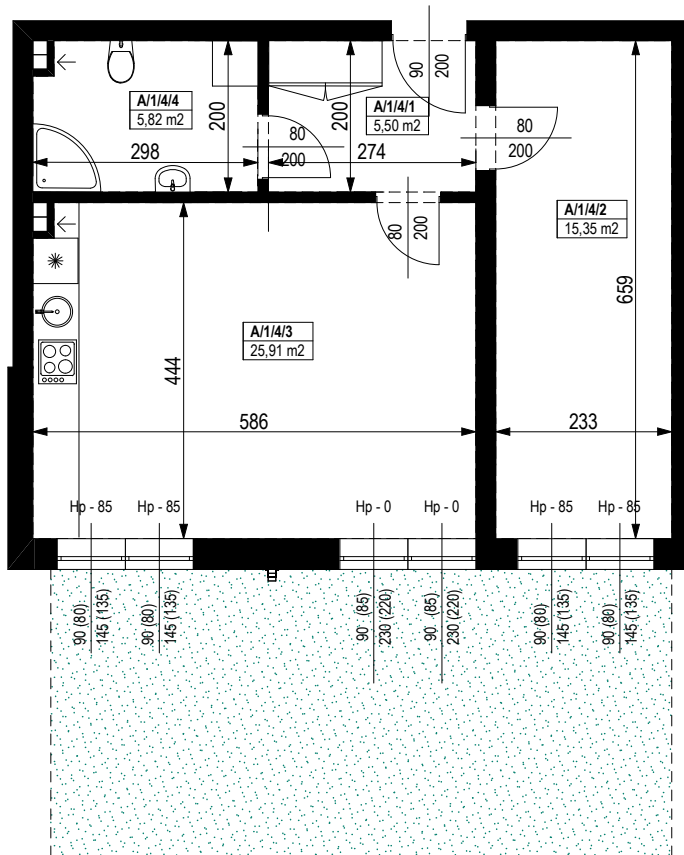 90
200
A/1/4/4
5,82 m2
200
298
80
200
200
A/1/4/1
5,50 m2
274
80
200
A/1/4/2
15,35 m2
659
233
80
200
A/1/4/3
25,91 m2
444
586
Hp - 85
Hp - 85
Hp - 0
Hp - 0
Hp - 85
Hp - 85
90 (80)
145 (135)
90 (80)
145 (135)
90 (85)
230 (220)
90 (85)
230 (220)
90 (80)
145 (135)
90 (80)
145 (135)